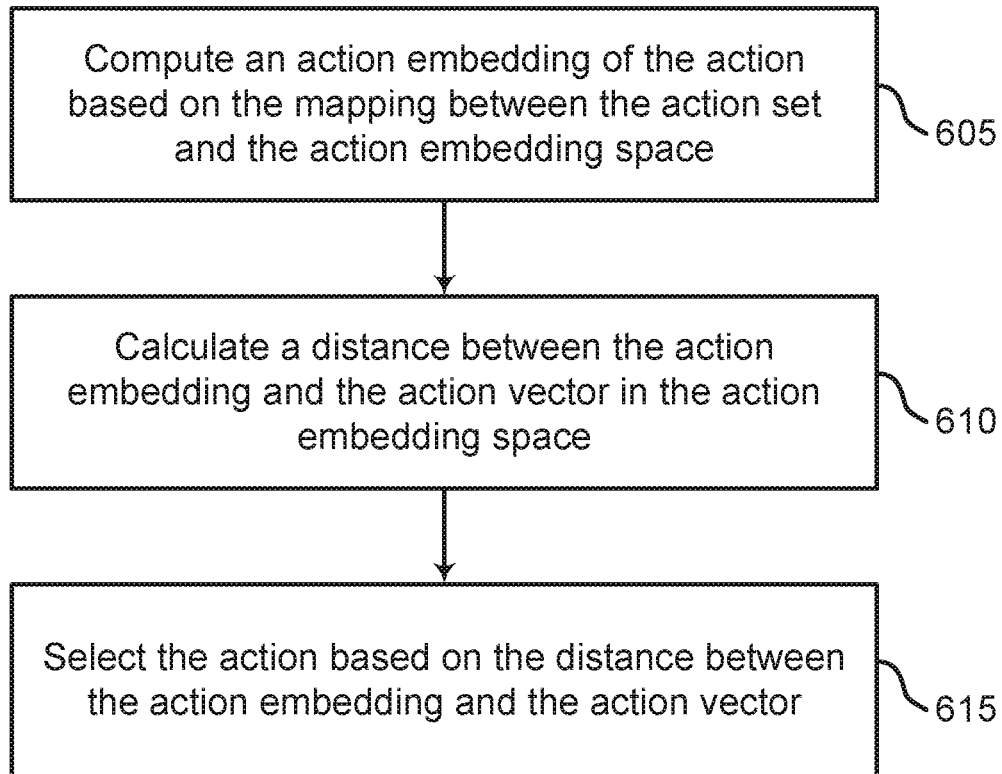 Compute an action embedding of the action
based on the mapping between the action set
and the action embedding space
605
Calculate a distance between the action
embedding and the action vector in the action
embedding space
610
Select the action based on the distance between
the action embedding and the action vector
615